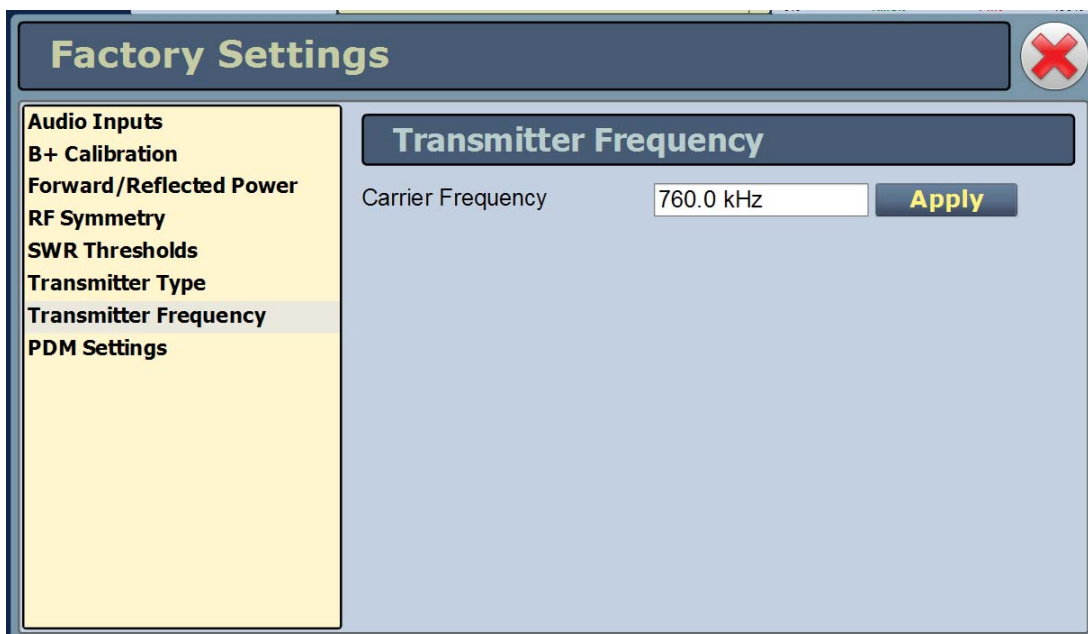 Factory Settings
Audio Inputs
B+ Calibration
Forward/Reflected Power
RF Symmetry
SWR Thresholds
Transmitter Type
Transmitter Frequency
PDM Settings
Transmitter Frequency
Carrier Frequency 760.0 kHz Apply